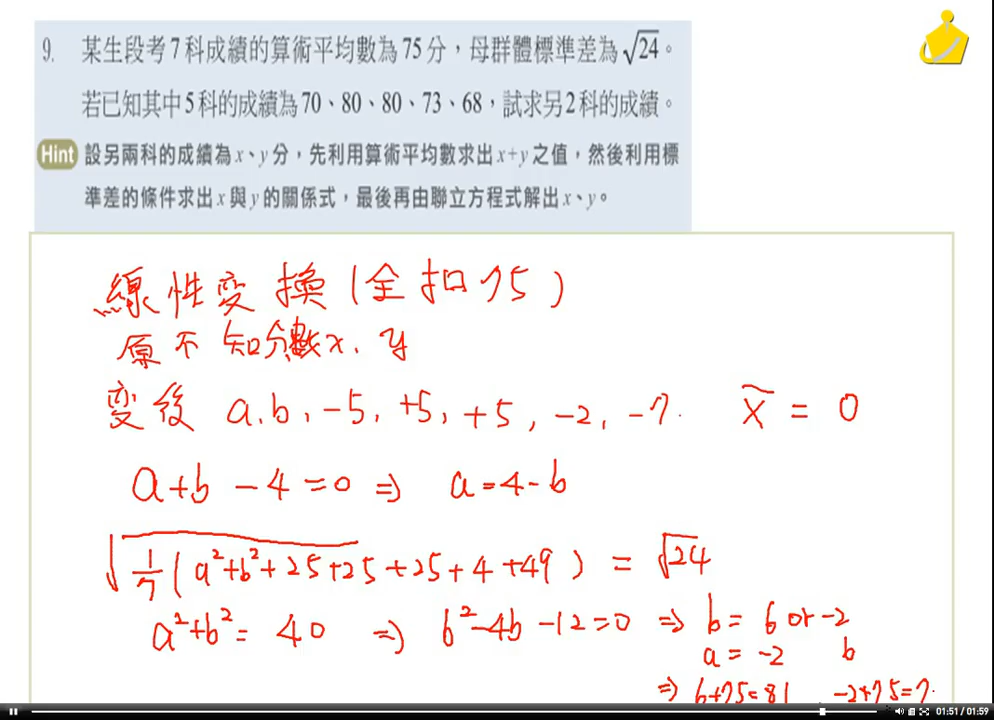 9. 某生段考7科成績的算術平均數為75分，母群體標準差為√24。
若已知其中5科的成績為70、80、80、73、68，試求另2科的成績。
Hint 設另兩科的成績為x、y分，先利用算術平均數求出x+y之值，然後利用標
準差的條件求出x與y的關係式，最後再由聯立方程式解出x、y。
線性變換(全扣75)
原不知分數x、y
變後 a, b, -5, +5, +5, -2, -7. x̄ = 0
a+b-4=0 ⇒ a=4-b
√(1/7(a²+b²+25+25+25+4+49)) = √24
a²+b²=40 ⇒ b²-4b-12=0 ⇒ b=6 or -2
a=-2 6
⇒ 6+75=81 -2+75=7
01:51 / 01:59